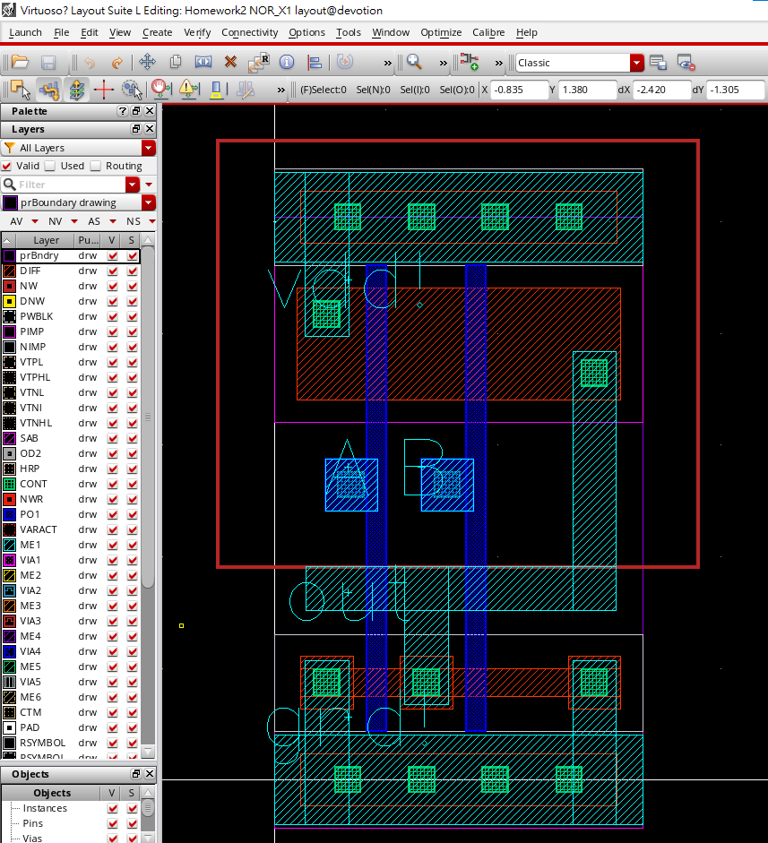 Virtuoso? Layout Suite L Editing: Homework2 NOR_X1 layout@devotion
Launch File Edit View Create Verify Connectivity Options Tools Window Optimize Calibre Help
» » Classic
» (F)Select:0 Sel(N):0 Sel(I):0 Sel(O):0 X -0.835 Y 1.380 dX -2.420 dY -1.305
Palette
Layers
All Layers
Valid Used Routing
Filter
prBoundary drawing
AV NV AS NS
Layer Pu... V S
prBndry drw
DIFF drw
NW drw
DNW drw
PWBLK drw
PIMP drw
NIMP drw
VTPL drw
VTPHL drw
VTNL drw
VTNI drw
VTNHL drw
SAB drw
OD2 drw
HRP drw
CONT drw
NWR drw
PO1 drw
VARACT drw
ME1 drw
VIA1 drw
ME2 drw
VIA2 drw
ME3 drw
VIA3 drw
ME4 drw
VIA4 drw
ME5 drw
VIA5 drw
ME6 drw
CTM drw
PAD drw
RSYMBOL drw
RSYMBOL drw
Objects
Objects V S
Instances
Pins
Vias
Vdd!
A B
Out
gnd!